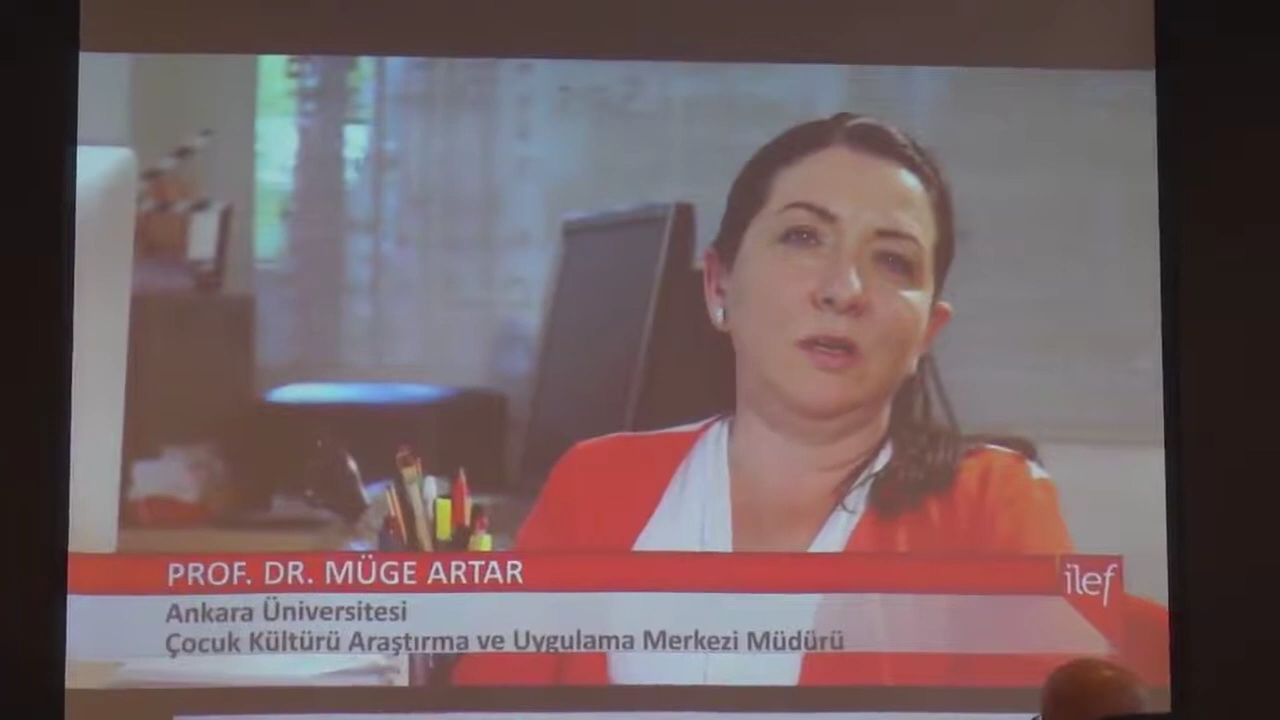 PROF. DR. MÜGE ARTAR
ilef
Ankara Üniversitesi
Çocuk Kültürü Araştırma ve Uygulama Merkezi Müdürü